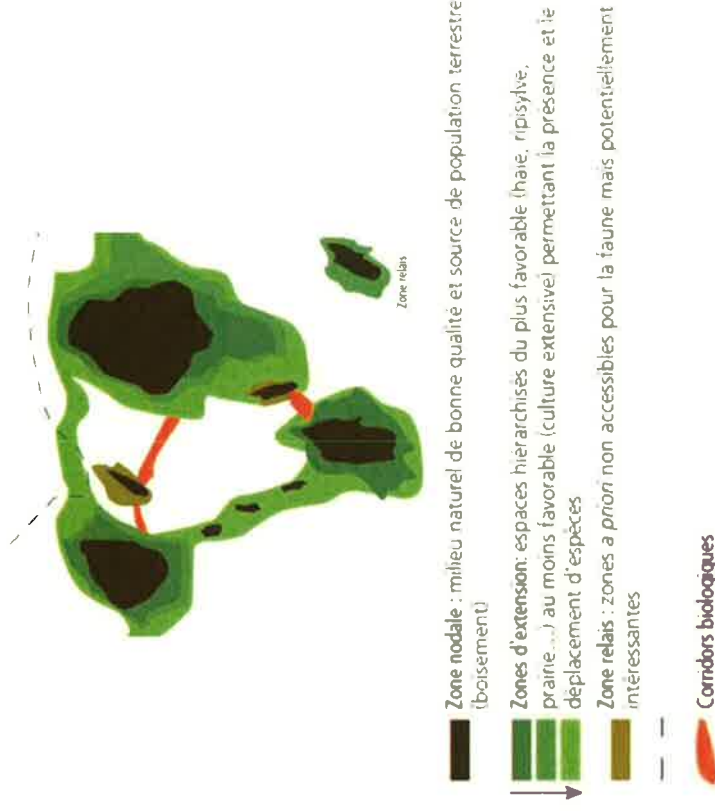 Zone relais
Zone nodale : milieu naturel de bonne qualité et source de population terrestre
(boisement)
Zones d'extension: espaces hiérarchisés du plus favorable (haie, ripisylve,
prairie...) au moins favorable (culture extensive) permettant la présence et le
déplacement d'espèces
Zone relais : zones a priori non accessibles pour la faune mais potentiellement
intéressantes
Corridors biologiques